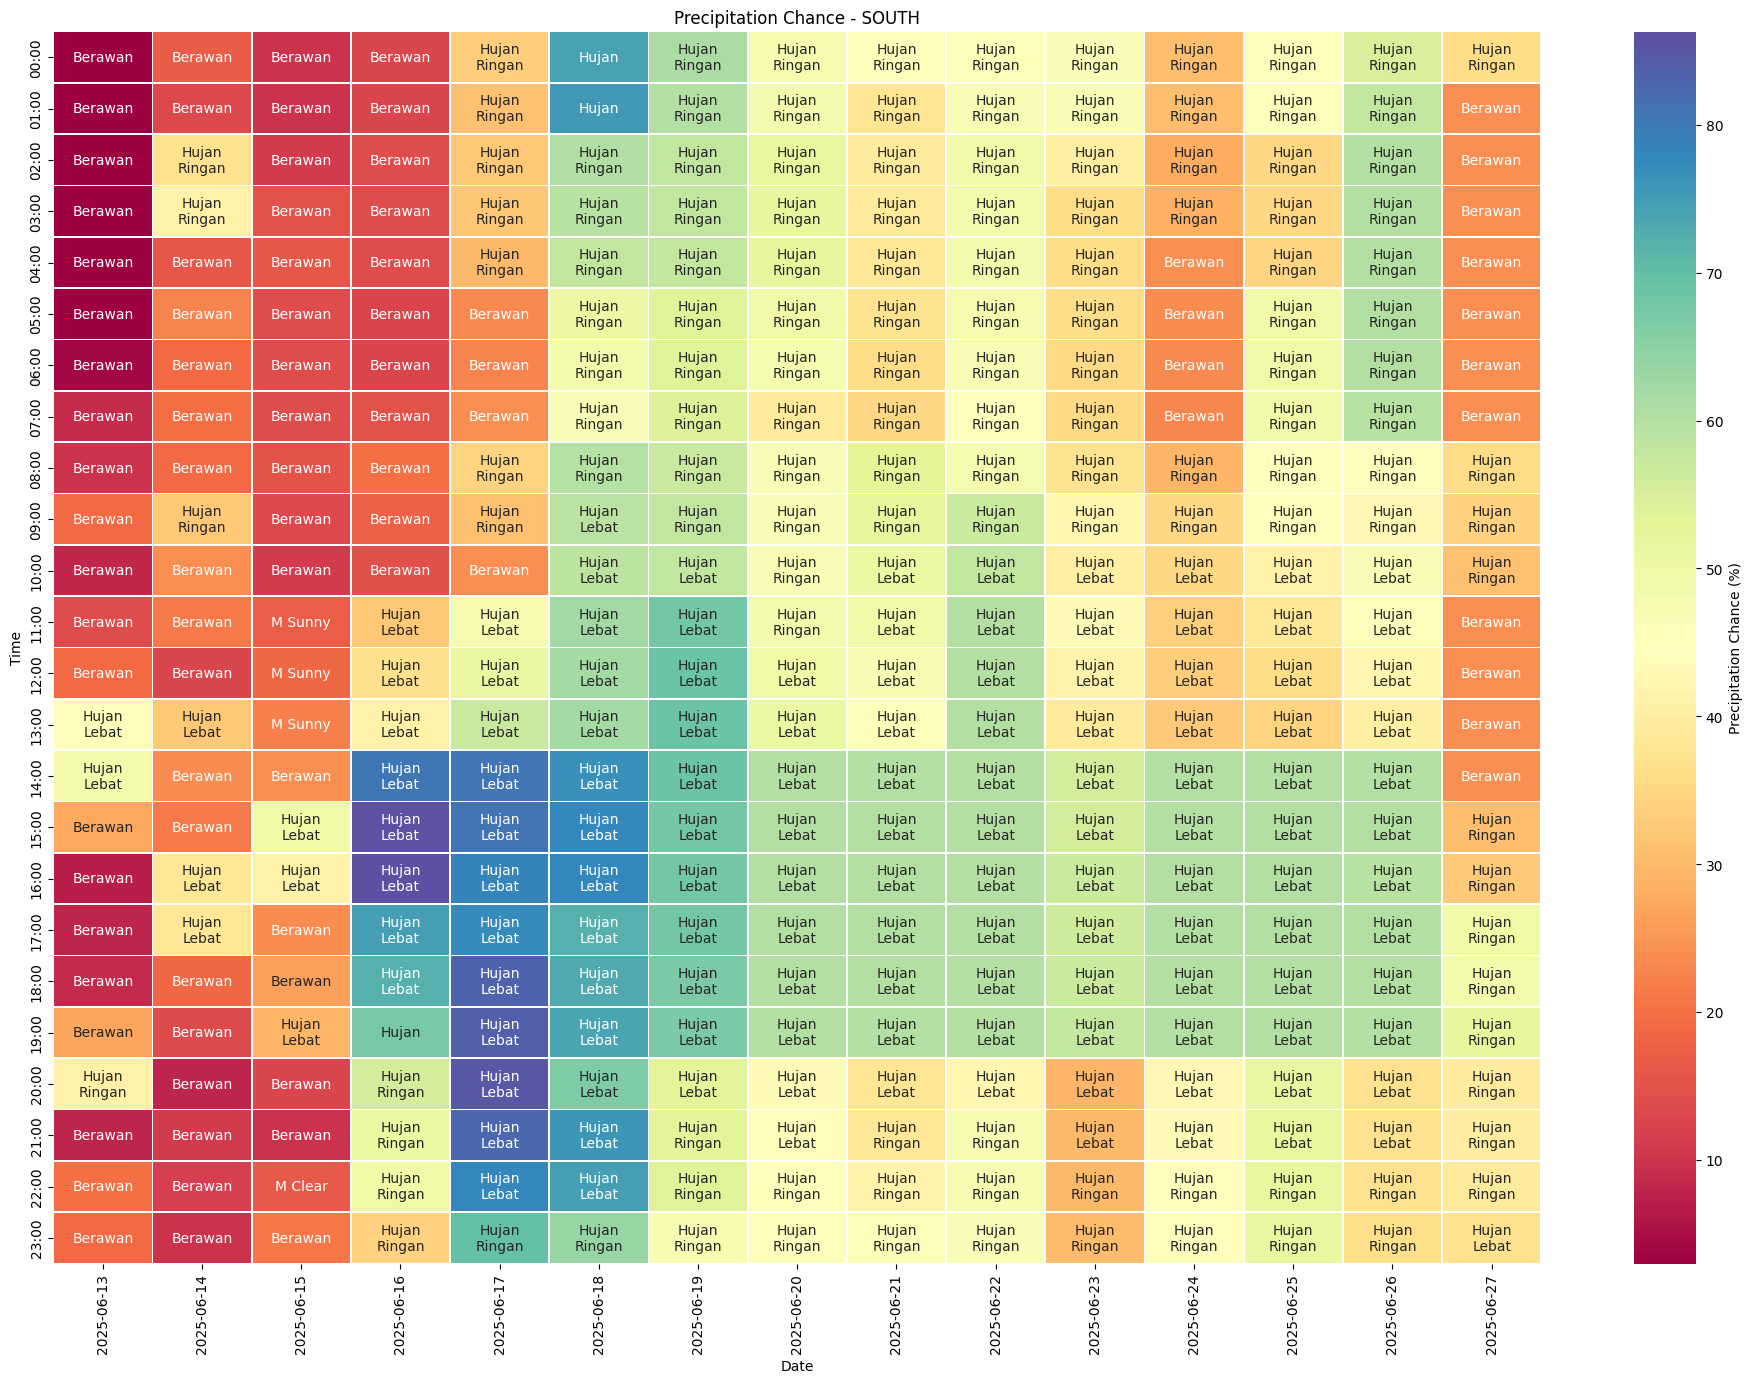 Precipitation Chance - SOUTH
00:00 Berawan Berawan Berawan Berawan Hujan Ringan Hujan Hujan Ringan Hujan Ringan Hujan Ringan Hujan Ringan Hujan Ringan Hujan Ringan Hujan Ringan Hujan Ringan Hujan Ringan
01:00 Berawan Berawan Berawan Berawan Hujan Ringan Hujan Hujan Ringan Hujan Ringan Hujan Ringan Hujan Ringan Hujan Ringan Hujan Ringan Hujan Ringan Hujan Ringan Berawan
02:00 Berawan Hujan Ringan Berawan Berawan Hujan Ringan Hujan Ringan Hujan Ringan Hujan Ringan Hujan Ringan Hujan Ringan Hujan Ringan Hujan Ringan Hujan Ringan Hujan Ringan Berawan
03:00 Berawan Hujan Ringan Berawan Berawan Hujan Ringan Hujan Ringan Hujan Ringan Hujan Ringan Hujan Ringan Hujan Ringan Hujan Ringan Hujan Ringan Hujan Ringan Hujan Ringan Berawan
04:00 Berawan Berawan Berawan Berawan Hujan Ringan Hujan Ringan Hujan Ringan Hujan Ringan Hujan Ringan Hujan Ringan Hujan Ringan Berawan Hujan Ringan Hujan Ringan Berawan
05:00 Berawan Berawan Berawan Berawan Berawan Hujan Ringan Hujan Ringan Hujan Ringan Hujan Ringan Hujan Ringan Hujan Ringan Berawan Hujan Ringan Hujan Ringan Berawan
06:00 Berawan Berawan Berawan Berawan Berawan Hujan Ringan Hujan Ringan Hujan Ringan Hujan Ringan Hujan Ringan Hujan Ringan Berawan Hujan Ringan Hujan Ringan Berawan
07:00 Berawan Berawan Berawan Berawan Berawan Hujan Ringan Hujan Ringan Hujan Ringan Hujan Ringan Hujan Ringan Hujan Ringan Berawan Hujan Ringan Hujan Ringan Berawan
08:00 Berawan Berawan Berawan Berawan Hujan Ringan Hujan Ringan Hujan Ringan Hujan Ringan Hujan Ringan Hujan Ringan Hujan Ringan Hujan Ringan Hujan Ringan Hujan Ringan Hujan Ringan
09:00 Berawan Hujan Ringan Berawan Berawan Hujan Ringan Hujan Lebat Hujan Ringan Hujan Ringan Hujan Ringan Hujan Ringan Hujan Ringan Hujan Ringan Hujan Ringan Hujan Ringan Hujan Ringan
10:00 Berawan Berawan Berawan Berawan Berawan Hujan Lebat Hujan Lebat Hujan Ringan Hujan Lebat Hujan Lebat Hujan Lebat Hujan Lebat Hujan Lebat Hujan Lebat Hujan Ringan
11:00 Berawan Berawan M Sunny Hujan Lebat Hujan Lebat Hujan Lebat Hujan Lebat Hujan Ringan Hujan Lebat Hujan Lebat Hujan Lebat Hujan Lebat Hujan Lebat Hujan Lebat Berawan
12:00 Berawan Berawan M Sunny Hujan Lebat Hujan Lebat Hujan Lebat Hujan Lebat Hujan Lebat Hujan Lebat Hujan Lebat Hujan Lebat Hujan Lebat Hujan Lebat Hujan Lebat Berawan
13:00 Hujan Lebat Hujan Lebat M Sunny Hujan Lebat Hujan Lebat Hujan Lebat Hujan Lebat Hujan Lebat Hujan Lebat Hujan Lebat Hujan Lebat Hujan Lebat Hujan Lebat Hujan Lebat Berawan
14:00 Hujan Lebat Berawan Berawan Hujan Lebat Hujan Lebat Hujan Lebat Hujan Lebat Hujan Lebat Hujan Lebat Hujan Lebat Hujan Lebat Hujan Lebat Hujan Lebat Hujan Lebat Berawan
15:00 Berawan Berawan Hujan Lebat Hujan Lebat Hujan Lebat Hujan Lebat Hujan Lebat Hujan Lebat Hujan Lebat Hujan Lebat Hujan Lebat Hujan Lebat Hujan Lebat Hujan Lebat Hujan Ringan
16:00 Berawan Hujan Lebat Hujan Lebat Hujan Lebat Hujan Lebat Hujan Lebat Hujan Lebat Hujan Lebat Hujan Lebat Hujan Lebat Hujan Lebat Hujan Lebat Hujan Lebat Hujan Lebat Hujan Ringan
17:00 Berawan Hujan Lebat Berawan Hujan Lebat Hujan Lebat Hujan Lebat Hujan Lebat Hujan Lebat Hujan Lebat Hujan Lebat Hujan Lebat Hujan Lebat Hujan Lebat Hujan Lebat Hujan Ringan
18:00 Berawan Berawan Berawan Hujan Lebat Hujan Lebat Hujan Lebat Hujan Lebat Hujan Lebat Hujan Lebat Hujan Lebat Hujan Lebat Hujan Lebat Hujan Lebat Hujan Lebat Hujan Ringan
19:00 Berawan Berawan Hujan Lebat Hujan Hujan Lebat Hujan Lebat Hujan Lebat Hujan Lebat Hujan Lebat Hujan Lebat Hujan Lebat Hujan Lebat Hujan Lebat Hujan Lebat Hujan Ringan
20:00 Hujan Ringan Berawan Berawan Hujan Ringan Hujan Lebat Hujan Lebat Hujan Lebat Hujan Lebat Hujan Lebat Hujan Lebat Hujan Lebat Hujan Lebat Hujan Lebat Hujan Lebat Hujan Ringan
21:00 Berawan Berawan Berawan Hujan Ringan Hujan Lebat Hujan Lebat Hujan Ringan Hujan Lebat Hujan Ringan Hujan Ringan Hujan Lebat Hujan Lebat Hujan Lebat Hujan Lebat Hujan Ringan
22:00 Berawan Berawan M Clear Hujan Ringan Hujan Lebat Hujan Lebat Hujan Ringan Hujan Ringan Hujan Ringan Hujan Ringan Hujan Ringan Hujan Ringan Hujan Ringan Hujan Ringan Hujan Ringan
23:00 Berawan Berawan Berawan Hujan Ringan Hujan Ringan Hujan Ringan Hujan Ringan Hujan Ringan Hujan Ringan Hujan Ringan Hujan Ringan Hujan Ringan Hujan Ringan Hujan Ringan Hujan Lebat
2025-06-13 2025-06-14 2025-06-15 2025-06-16 2025-06-17 2025-06-18 2025-06-19 2025-06-20 2025-06-21 2025-06-22 2025-06-23 2025-06-24 2025-06-25 2025-06-26 2025-06-27
Time
Date
80
70
60
50
40
30
20
10
Precipitation Chance (%)